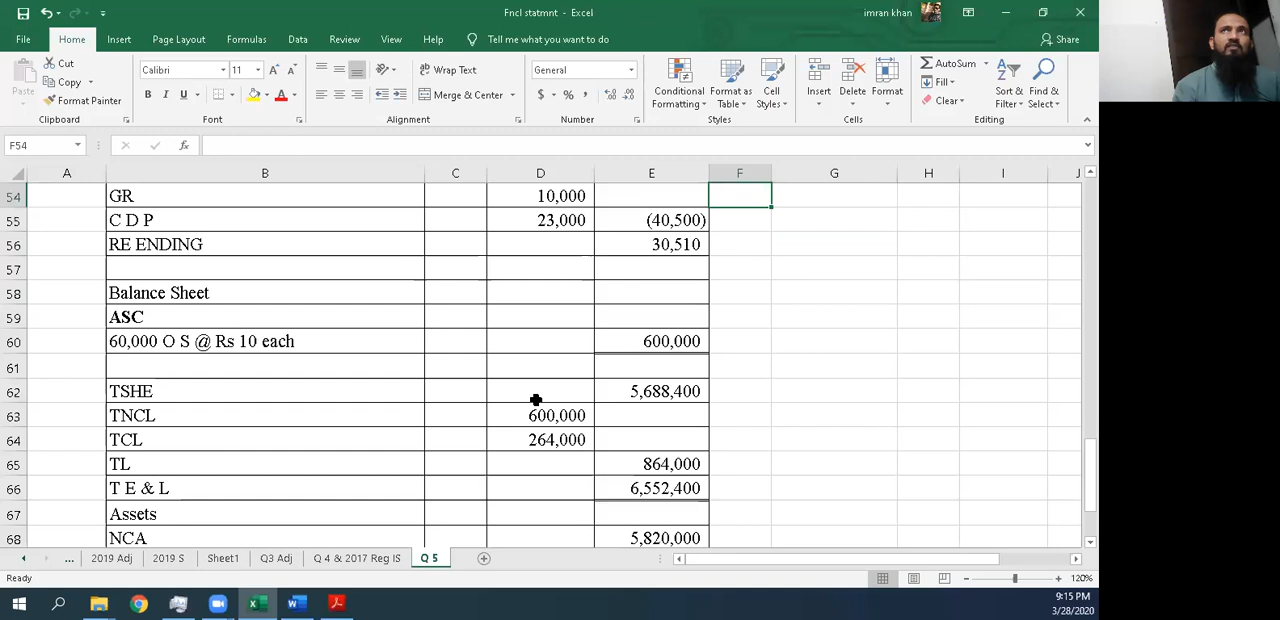 Fncl statmnt - Excel imran khan
File Home Insert Page Layout Formulas Data Review View Help Tell me what you want to do Share
Cut
Copy
Format Painter
Paste
Clipboard
Calibri 11
B I U
Font
Wrap Text
Merge & Center
Alignment
General
$ % ,
Number
Conditional Formatting
Format as Table
Cell Styles
Styles
Insert Delete Format
Cells
AutoSum
Fill
Clear
Sort & Filter
Find & Select
Editing
F54 fx
A B C D E F G H I J
54 GR 10,000
55 C D P 23,000 (40,500)
56 RE ENDING 30,510
57
58 Balance Sheet
59 ASC
60 60,000 O S @ Rs 10 each 600,000
61
62 TSHE 5,688,400
63 TNCL 600,000
64 TCL 264,000
65 TL 864,000
66 T E & L 6,552,400
67 Assets
68 NCA 5,820,000
... 2019 Adj 2019 S Sheet1 Q3 Adj Q 4 & 2017 Reg IS Q 5
Ready 120%
9:15 PM
3/28/2020